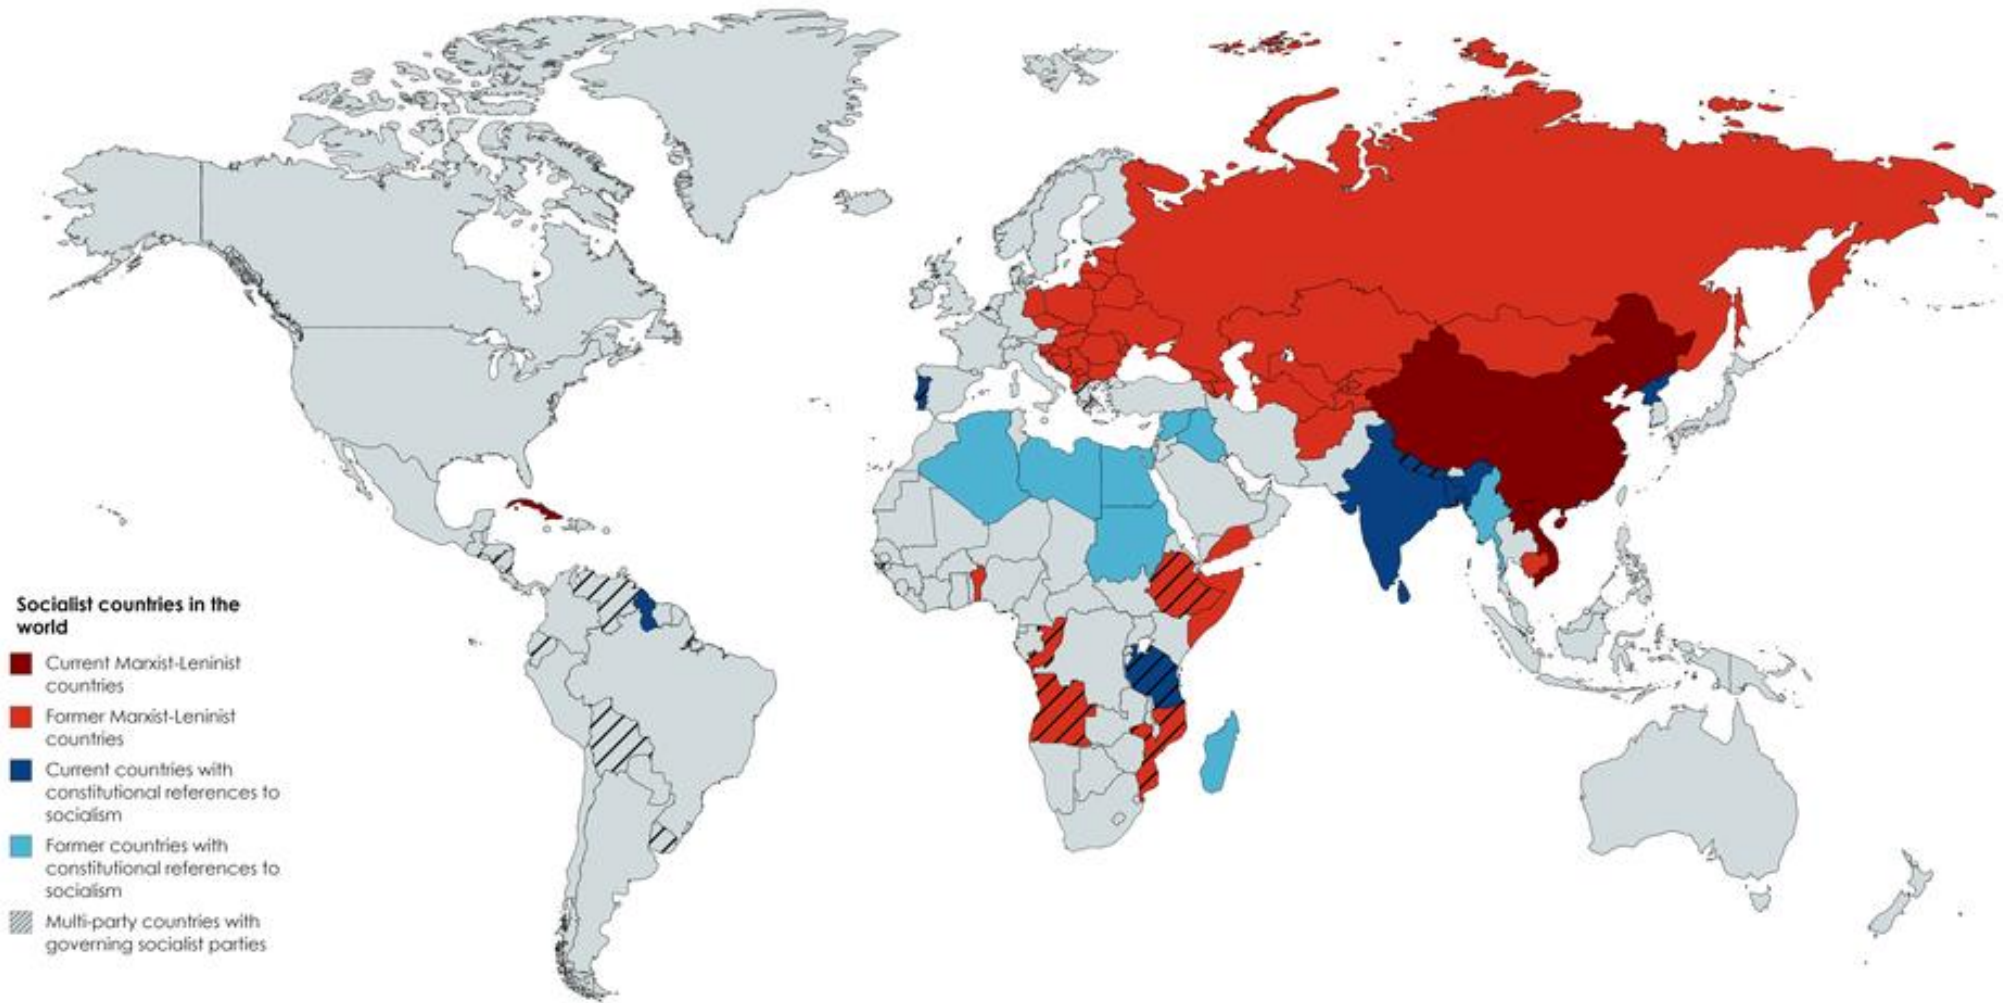 Socialist countries in the
world
Current Marxist-Leninist
countries
Former Marxist-Leninist
countries
Current countries with
constitutional references to
socialism
Former countries with
constitutional references to
socialism
Multi-party countries with
governing socialist parties